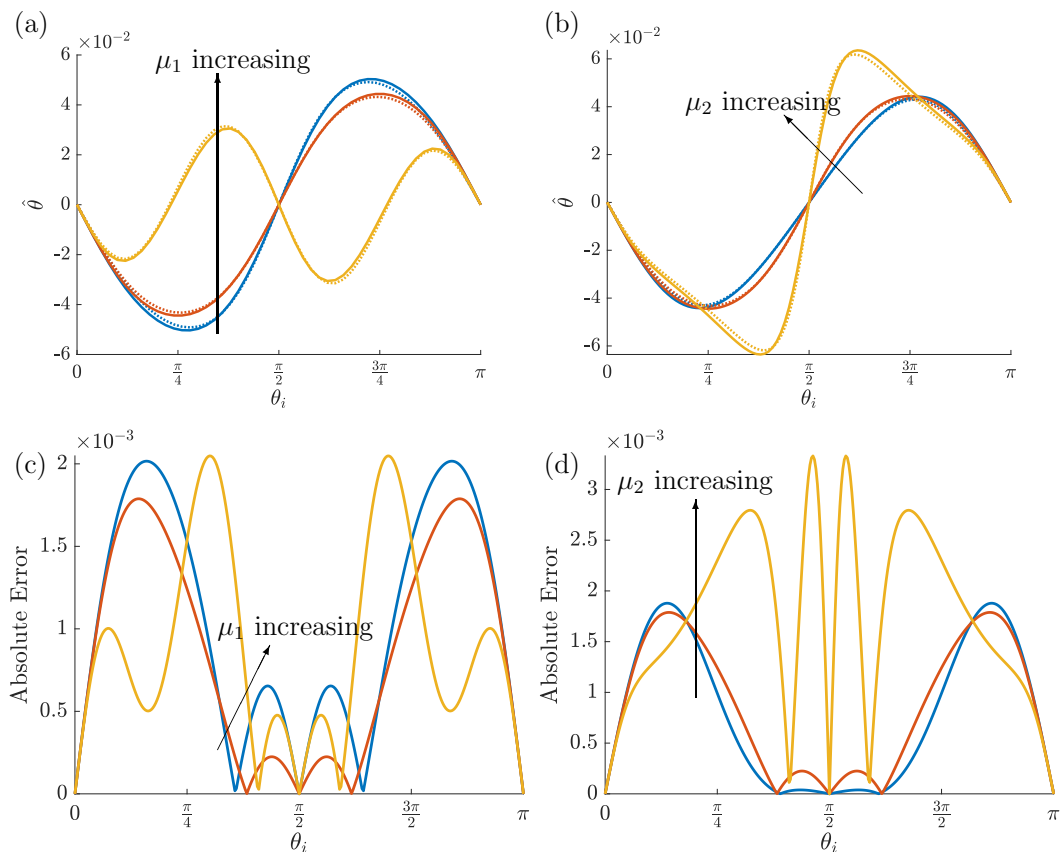 (a)
×10⁻²
μ₁ increasing
6
4
2
0
-2
-4
-6
θ̂
0
π/4
π/2
3π/4
π
θᵢ
(b)
×10⁻²
μ₂ increasing
6
4
2
0
-2
-4
-6
θ̂
0
π/4
π/2
3π/4
π
θᵢ
(c)
×10⁻³
μ₁ increasing
2
1.5
1
0.5
0
Absolute Error
0
π/4
π/2
3π/2
π
θᵢ
(d)
×10⁻³
μ₂ increasing
3
2.5
2
1.5
1
0.5
0
Absolute Error
0
π/4
π/2
3π/2
π
θᵢ